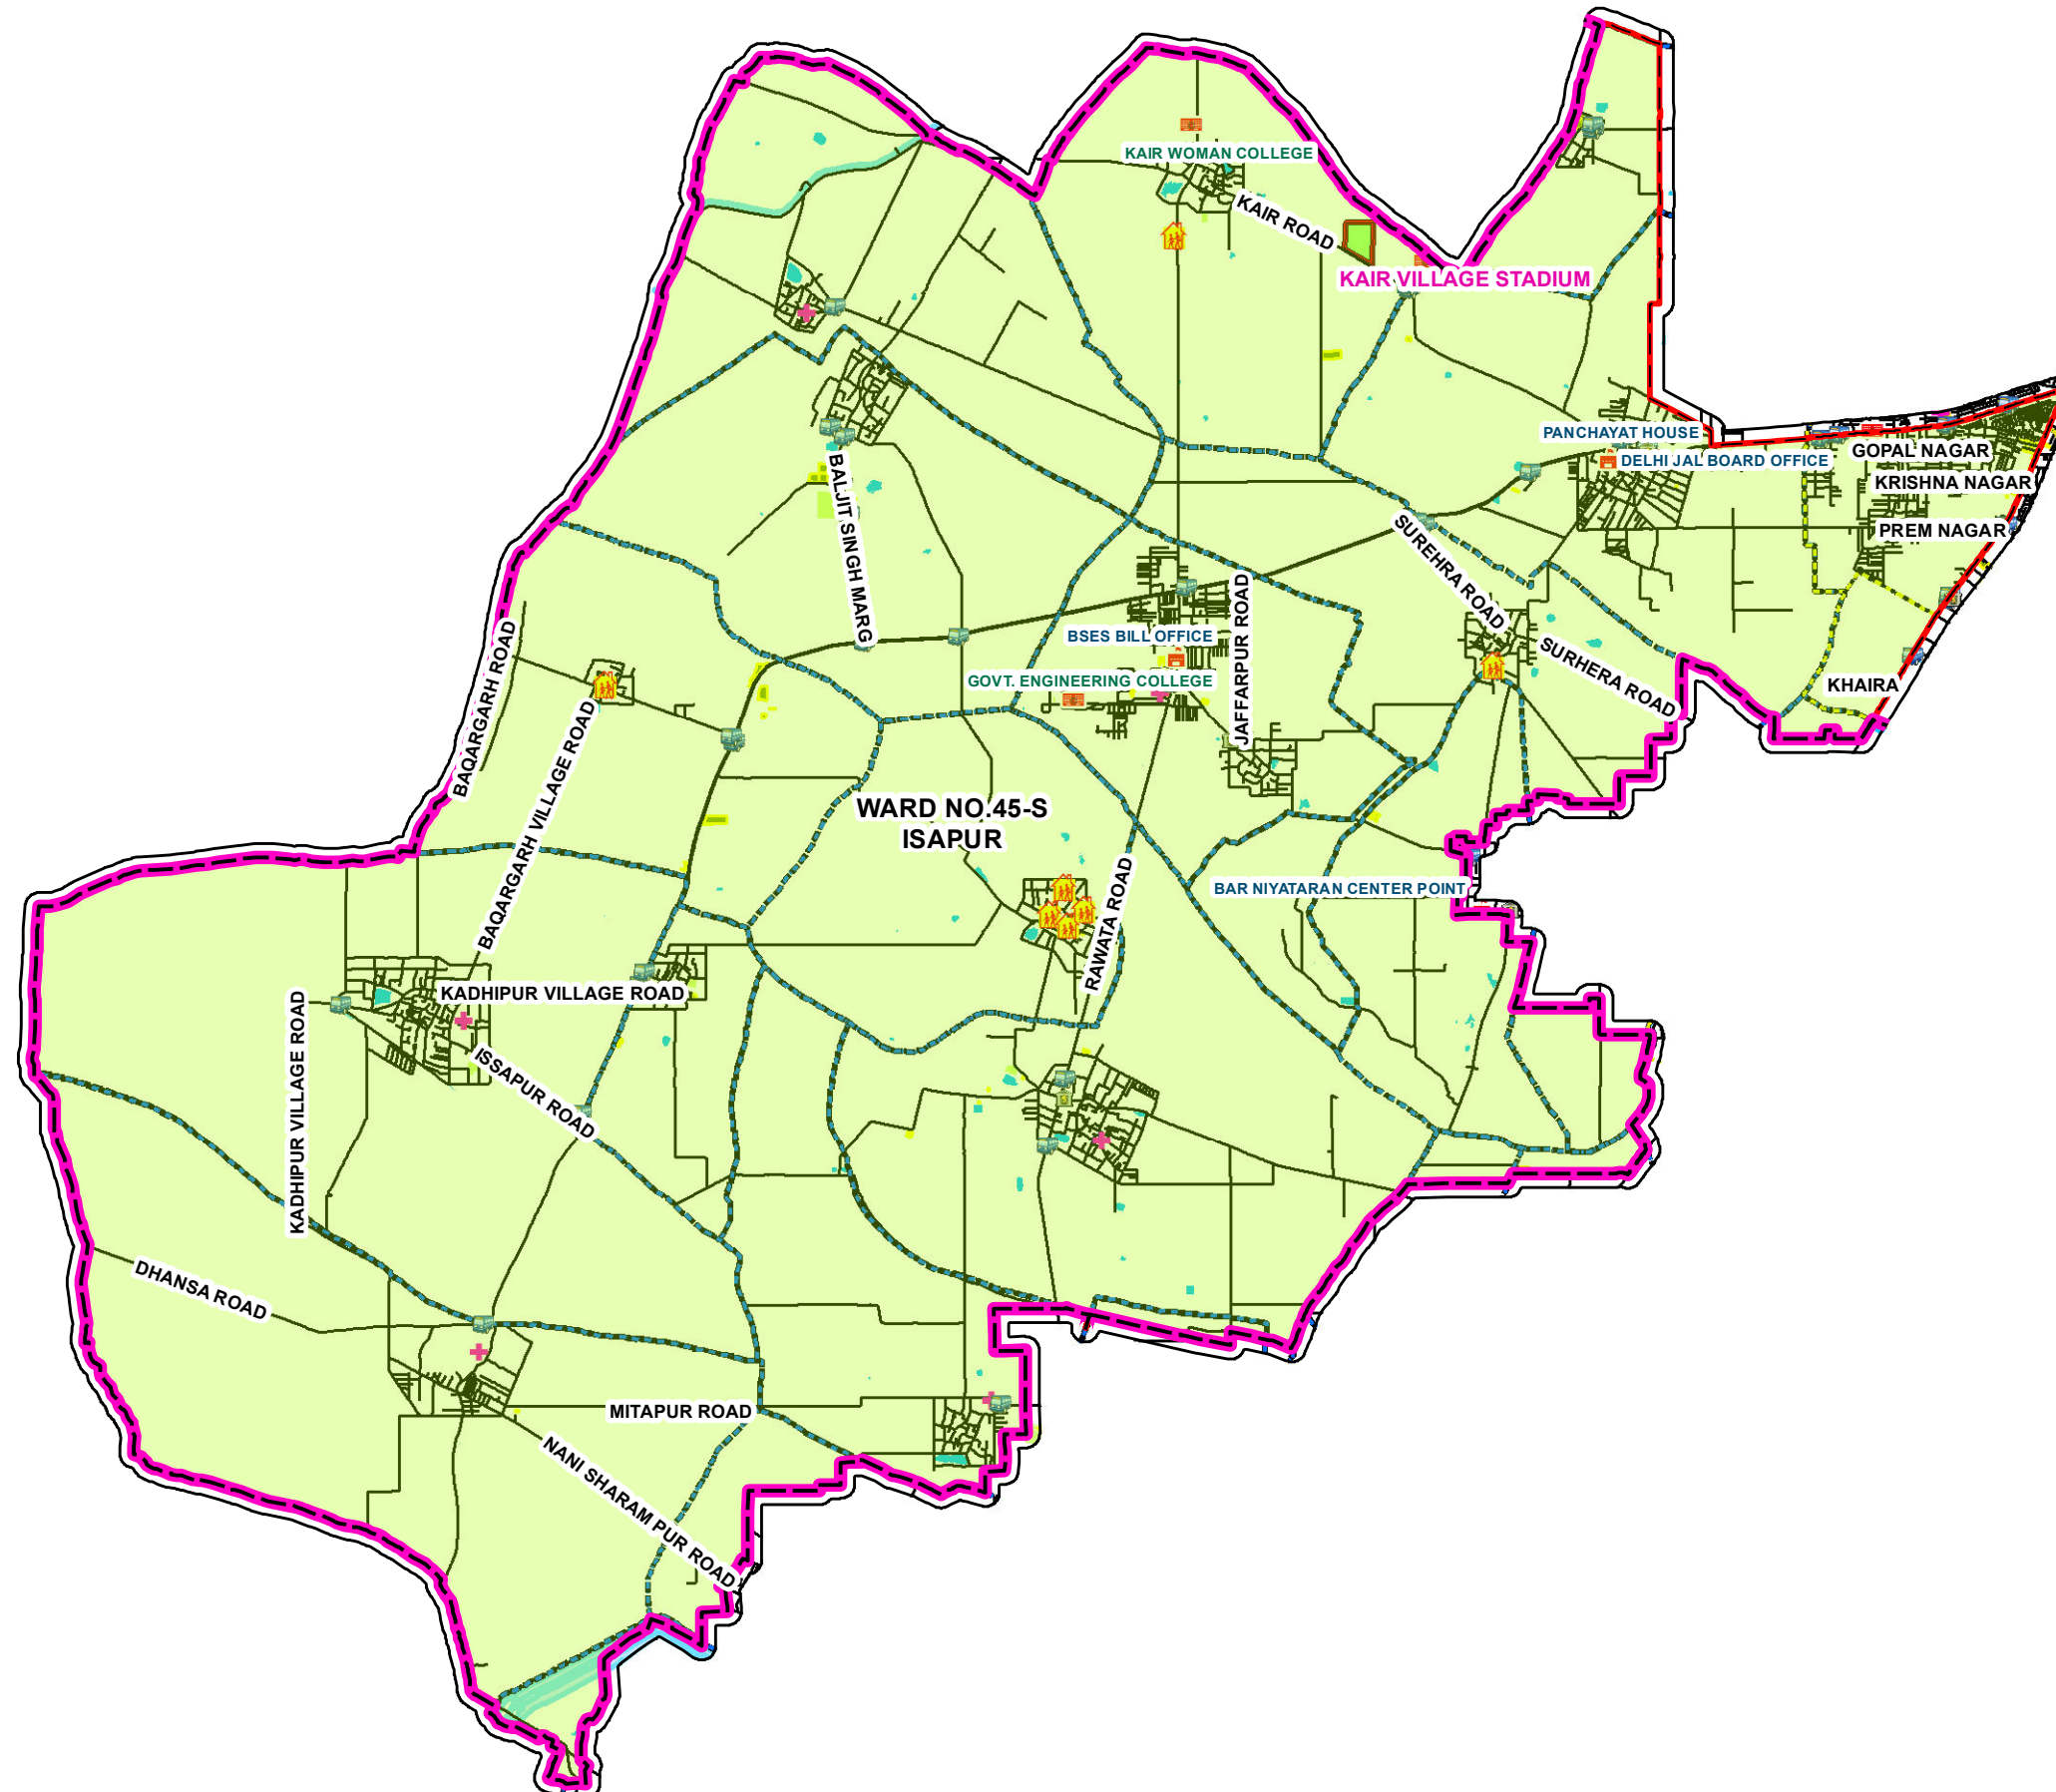 KAIR WOMAN COLLEGE
KAIR ROAD
KAIR VILLAGE STADIUM
PANCHAYAT HOUSE
GOPAL NAGAR
DELHI JAL BOARD OFFICE
KRISHNA NAGAR
PREM NAGAR
BALJIT SINGH MARG
SUREHRA ROAD
JAFFARPUR ROAD
BSES BILL OFFICE
GOVT. ENGINEERING COLLEGE
SURHERA ROAD
KHAIRA
BAQARGARH ROAD
BAQARGARH VILLAGE ROAD
WARD NO.45-S
ISAPUR
RAWATA ROAD
BAR NIYATARAN CENTER POINT
KADHIPUR VILLAGE ROAD
KADHIPUR VILLAGE ROAD
ISSAPUR ROAD
DHANSA ROAD
MITAPUR ROAD
NANI SHARAM PUR ROAD